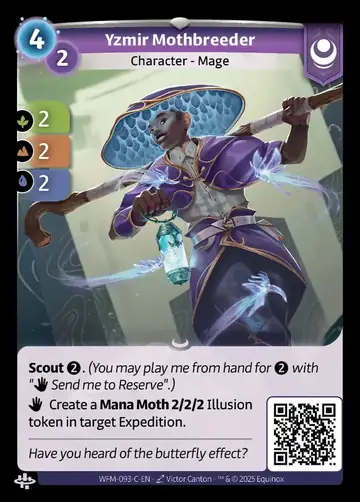 4
Yzmir Mothbreeder
2
Character - Mage
2
2
2
Scout 2. (You may play me from hand for 2 with
" Send me to Reserve".)
Create a Mana Moth 2/2/2 Illusion
token in target Expedition.
Have you heard of the butterfly effect?
WFM-093-C-EN - Victor Canton - ™ & © 2025 Equinox